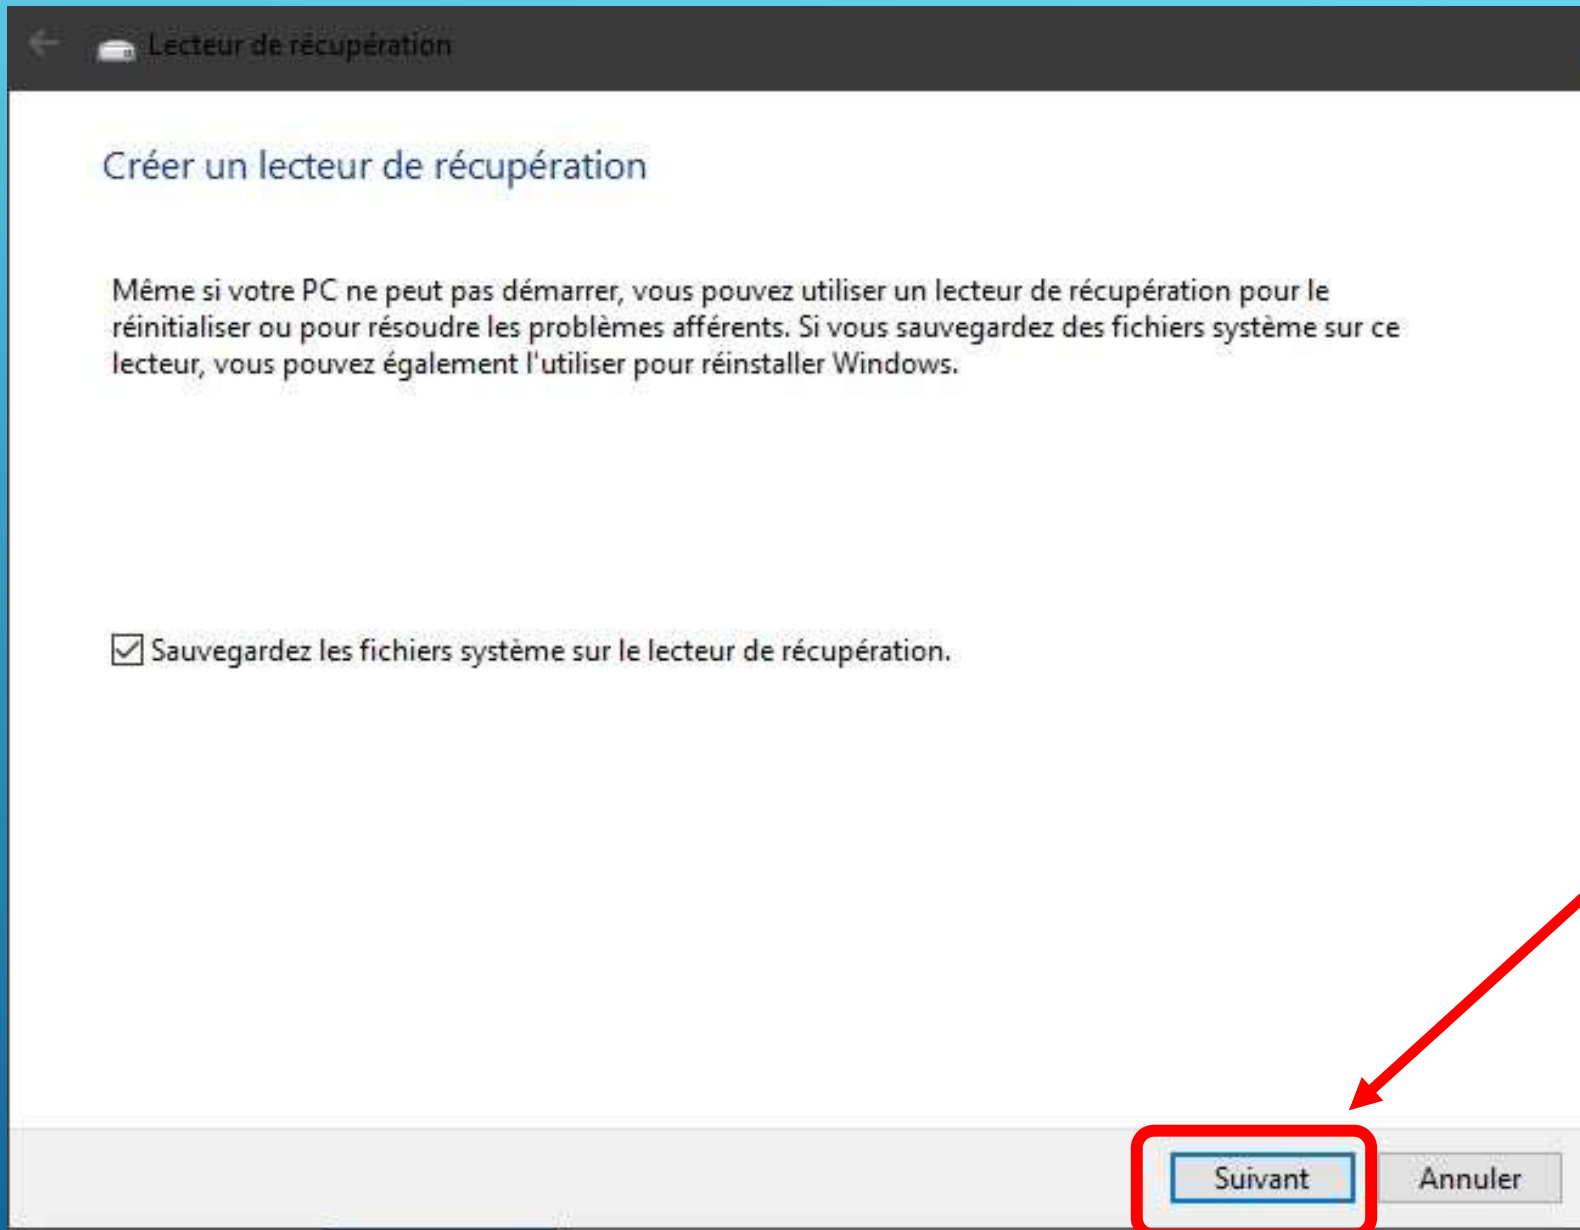 Lecteur de récupération
Créer un lecteur de récupération
Même si votre PC ne peut pas démarrer, vous pouvez utiliser un lecteur de récupération pour le
réinitialiser ou pour résoudre les problèmes afférents. Si vous sauvegardez des fichiers système sur ce
lecteur, vous pouvez également l'utiliser pour réinstaller Windows.
Sauvegardez les fichiers système sur le lecteur de récupération.
Suivant
Annuler